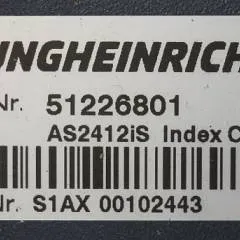 UNGHEINRICH
Nr. 51226801
AS2412iS Index C
Nr. S1AX 00102443